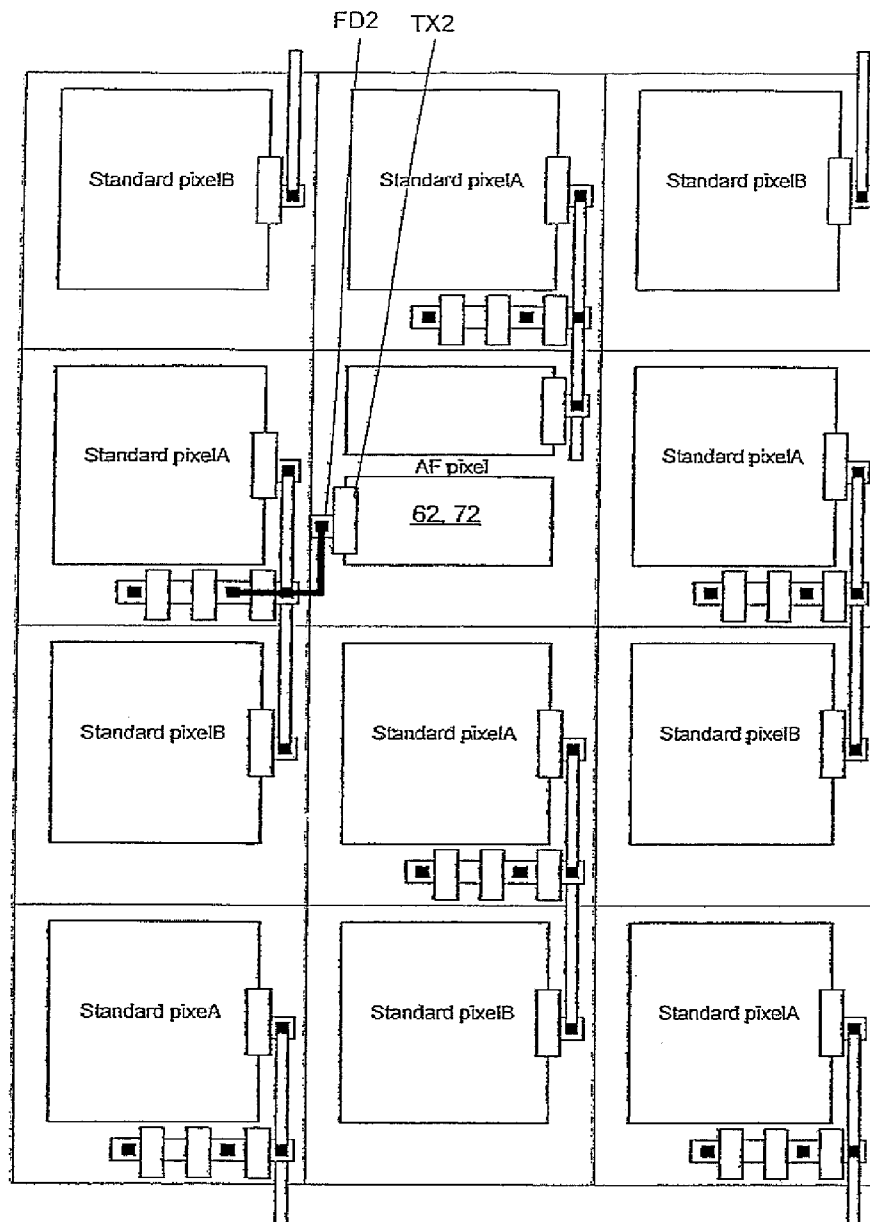 FD2 TX2
Standard pixelB Standard pixelA Standard pixelB
Standard pixelA AF pixel Standard pixelA
62, 72
Standard pixelB Standard pixelA Standard pixelB
Standard pixeA Standard pixelB Standard pixelA